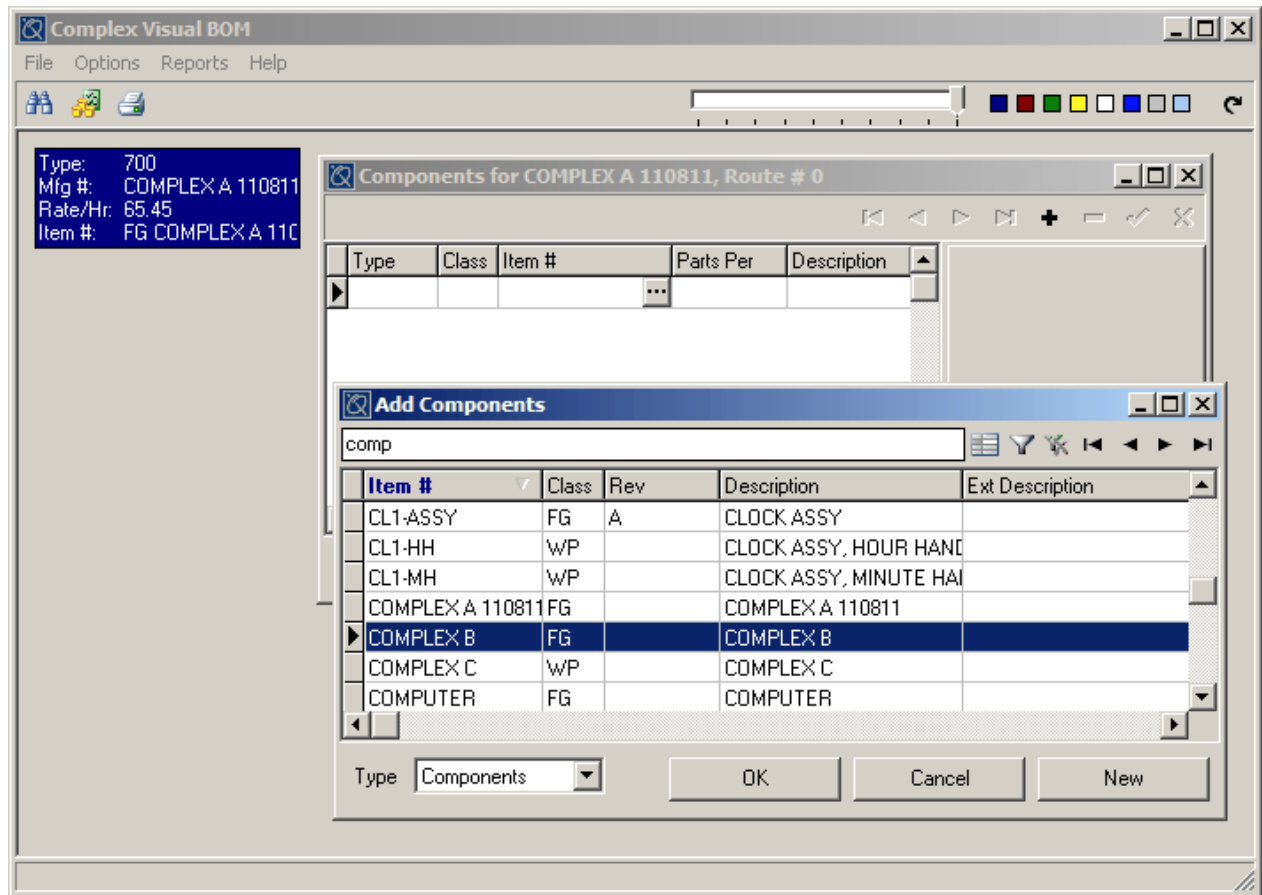 Complex Visual BOM
File Options Reports Help
Type: 700
Mfg #: COMPLEX A 110811
Rate/Hr: 65.45
Item #: FG COMPLEX A 110
Components for COMPLEX A 110811, Route # 0
Type Class Item # Parts Per Description
...
Add Components
comp
Item # Class Rev Description Ext Description
CL1-ASSY FG A CLOCK ASSY
CL1-HH WP CLOCK ASSY, HOUR HAND
CL1-MH WP CLOCK ASSY, MINUTE HAI
COMPLEX A 110811 FG COMPLEX A 110811
COMPLEX B FG COMPLEX B
COMPLEX C WP COMPLEX C
COMPUTER FG COMPUTER
Type Components OK Cancel New